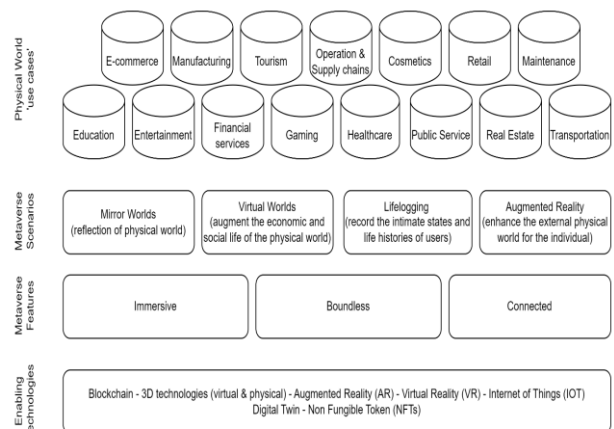 Physical World
'use cases'
E-commerce
Manufacturing
Tourism
Operation &
Supply chains
Cosmetics
Retail
Maintenance
Education
Entertainment
Financial
services
Gaming
Healthcare
Public Service
Real Estate
Transportation
Metaverse
Scenarios
Mirror Worlds
(reflection of physical world)
Virtual Worlds
(augment the economic and
social life of the physical world)
Lifelogging
(record the intimate states and
life histories of users)
Augmented Reality
(enhance the external physical
world for the individual)
Metaverse
Features
Immersive
Boundless
Connected
Enabling
echnologies
Blockchain - 3D technologies (virtual & physical) - Augmented Reality (AR) - Virtual Reality (VR) - Internet of Things (IOT)
Digital Twin - Non Fungible Token (NFTs)